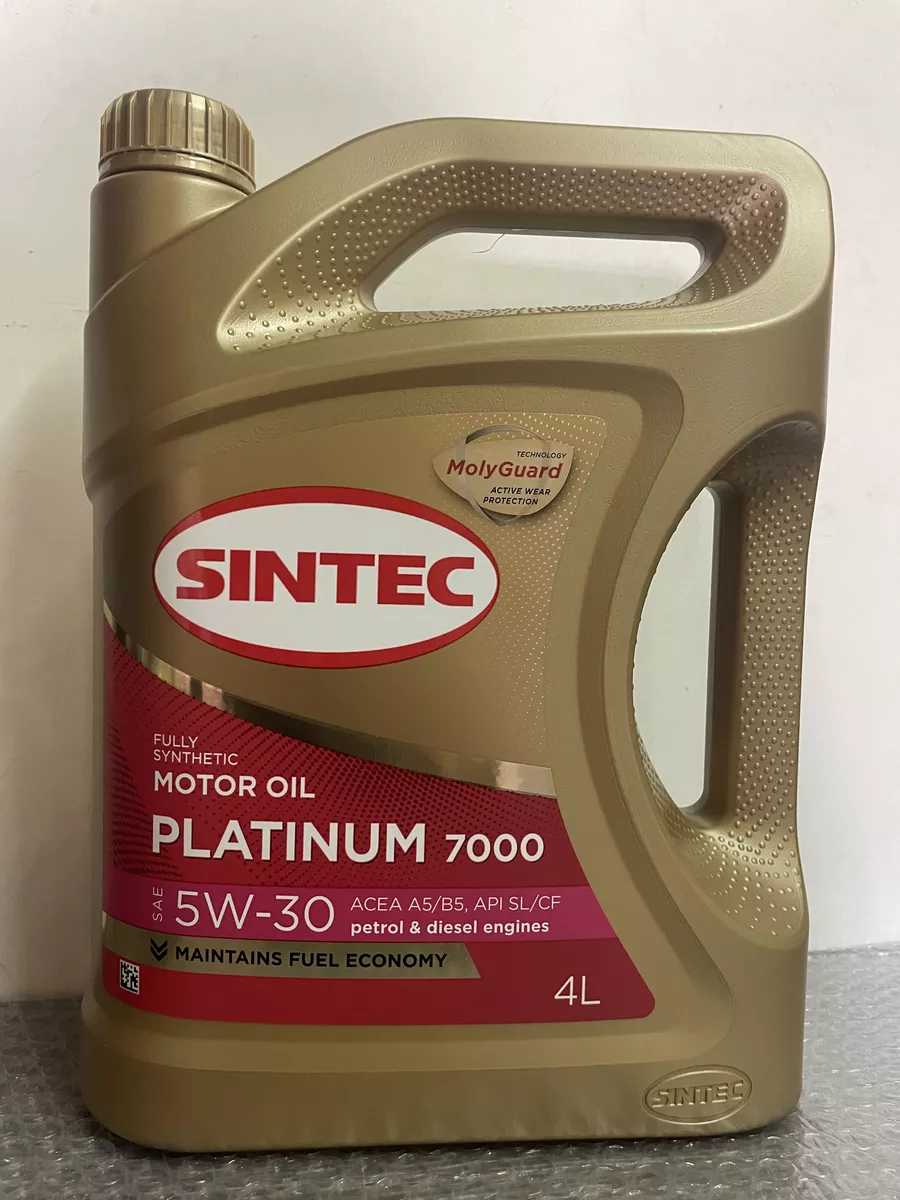 TECHNOLOGY
MolyGuard
ACTIVE WEAR
PROTECTION
SINTEC
FULLY
SYNTHETIC
MOTOR OIL
PLATINUM 7000
SAE 5W-30
ACEA A5/B5, API SL/CF
petrol & diesel engines
MAINTAINS FUEL ECONOMY
4L
SINTEC